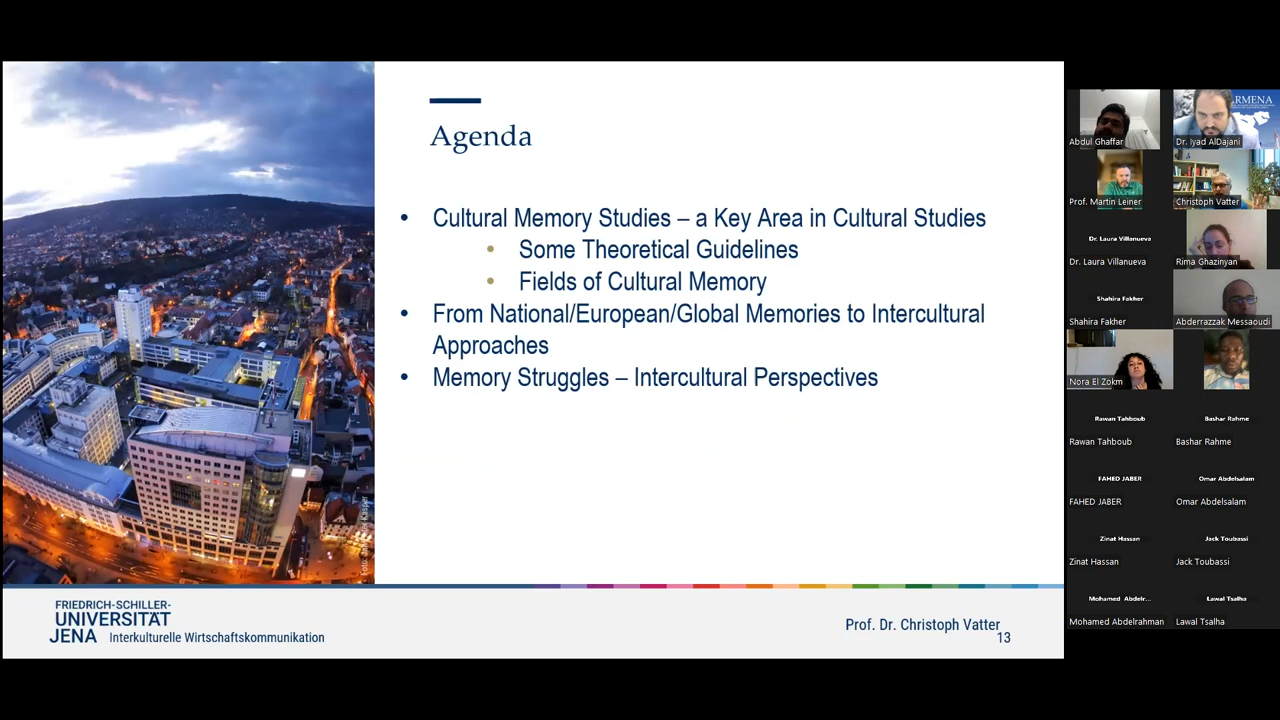 Agenda
• Cultural Memory Studies – a Key Area in Cultural Studies
• Some Theoretical Guidelines
• Fields of Cultural Memory
• From National/European/Global Memories to Intercultural
Approaches
• Memory Struggles – Intercultural Perspectives
FRIEDRICH-SCHILLER-
UNIVERSITÄT
JENA Interkulturelle Wirtschaftskommunikation
Prof. Dr. Christoph Vatter
13
RMENA
Abdul Ghaffar
Dr. Iyad AlDajani
Prof. Martin Leiner
Christoph Vatter
Dr. Laura Villanueva
Dr. Laura Villanueva
Rima Ghazinyan
Shahira Fakher
Shahira Fakher
Abderrazzak Messaoudi
Nora El Zokm
Rawan Tahboub
Bashar Rahme
Rawan Tahboub
Bashar Rahme
FAHED JABER
Omar Abdelsalam
FAHED JABER
Omar Abdelsalam
Zinat Hassan
Jack Toubassi
Zinat Hassan
Jack Toubassi
Mohamed Abdelr...
Lawal Tsalha
Mohamed Abdelrahman
Lawal Tsalha